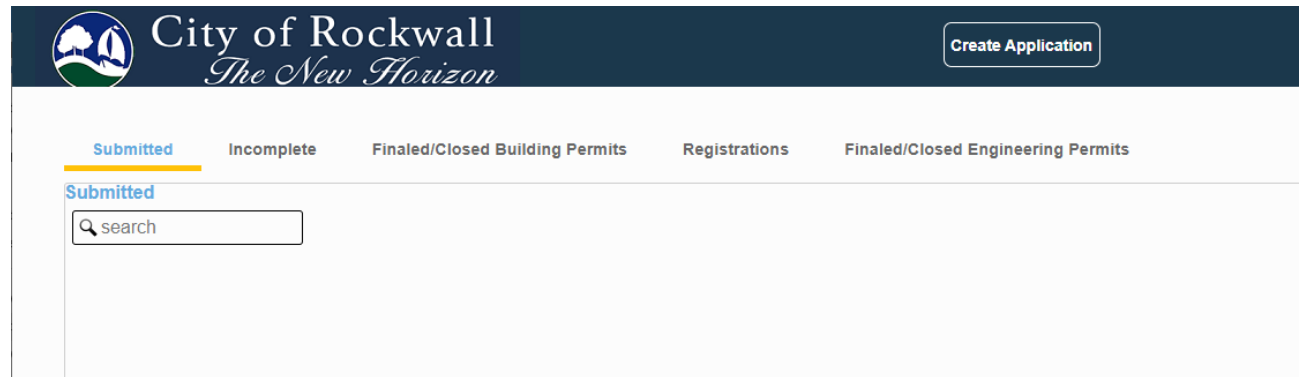 City of Rockwall
The New Horizon
Create Application
Submitted Incomplete Finaled/Closed Building Permits Registrations Finaled/Closed Engineering Permits
Submitted
search